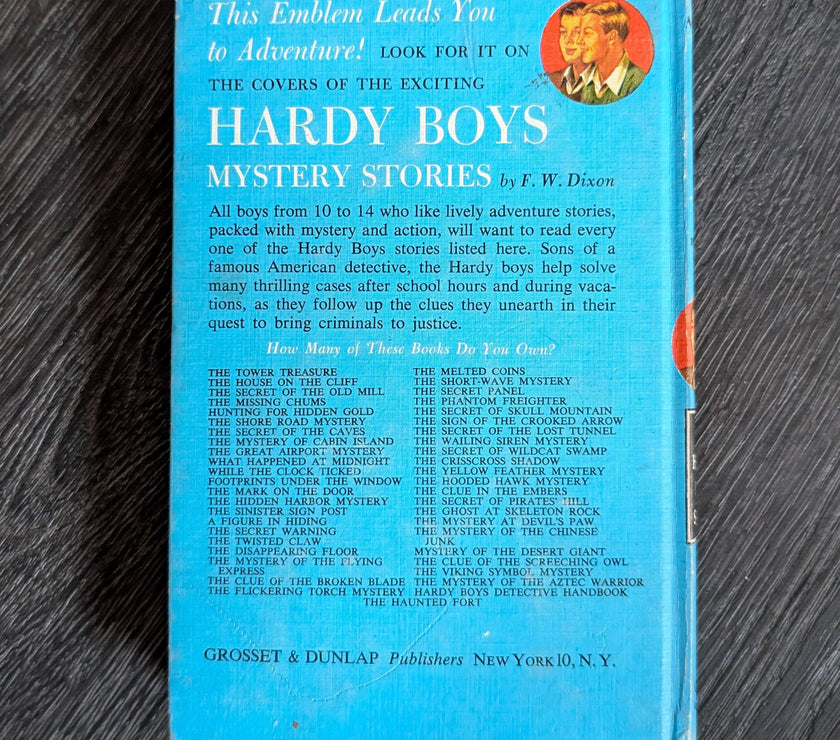 This Emblem Leads You
to Adventure! LOOK FOR IT ON
THE COVERS OF THE EXCITING
HARDY BOYS
MYSTERY STORIES by F. W. Dixon
All boys from 10 to 14 who like lively adventure stories,
packed with mystery and action, will want to read every
one of the Hardy Boys stories listed here. Sons of a
famous American detective, the Hardy boys help solve
many thrilling cases after school hours and during vaca-
tions, as they follow up the clues they unearth in their
quest to bring criminals to justice.
How Many of These Books Do You Own?
THE TOWER TREASURE
THE HOUSE ON THE CLIFF
THE SECRET OF THE OLD MILL
THE MISSING CHUMS
HUNTING FOR HIDDEN GOLD
THE SHORE ROAD MYSTERY
THE SECRET OF THE CAVES
THE MYSTERY OF CABIN ISLAND
THE GREAT AIRPORT MYSTERY
WHAT HAPPENED AT MIDNIGHT
WHILE THE CLOCK TICKED
FOOTPRINTS UNDER THE WINDOW
THE MARK ON THE DOOR
THE HIDDEN HARBOR MYSTERY
THE SINISTER SIGN POST
A FIGURE IN HIDING
THE SECRET WARNING
THE TWISTED CLAW
THE DISAPPEARING FLOOR
THE MYSTERY OF THE FLYING
EXPRESS
THE CLUE OF THE BROKEN BLADE
THE FLICKERING TORCH MYSTERY
THE MELTED COINS
THE SHORT-WAVE MYSTERY
THE SECRET PANEL
THE PHANTOM FREIGHTER
THE SECRET OF SKULL MOUNTAIN
THE SIGN OF THE CROOKED ARROW
THE SECRET OF THE LOST TUNNEL
THE WAILING SIREN MYSTERY
THE SECRET OF WILDCAT SWAMP
THE CRISSCROSS SHADOW
THE YELLOW FEATHER MYSTERY
THE HOODED HAWK MYSTERY
THE CLUE IN THE EMBERS
THE SECRET OF PIRATES' HILL
THE GHOST AT SKELETON ROCK
THE MYSTERY AT DEVIL'S PAW
THE MYSTERY OF THE CHINESE
JUNK
MYSTERY OF THE DESERT GIANT
THE CLUE OF THE SCREECHING OWL
THE VIKING SYMBOL MYSTERY
THE MYSTERY OF THE AZTEC WARRIOR
HARDY BOYS DETECTIVE HANDBOOK
THE HAUNTED FORT
GROSSET & DUNLAP Publishers NEW YORK 10, N. Y.